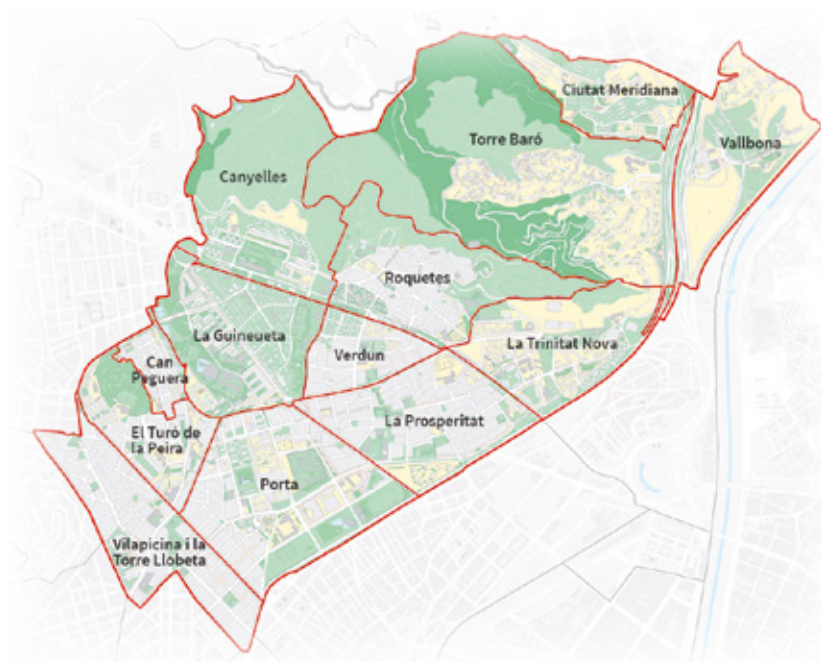 Ciutat Meridiana
Torre Baró
Vallbona
Canyelles
Roquetes
La Guineueta
La Trinitat Nova
Verdun
Can
Peguera
La Prosperitat
El Turó de
la Peira
Porta
Vilapicina i la
Torre Llobeta